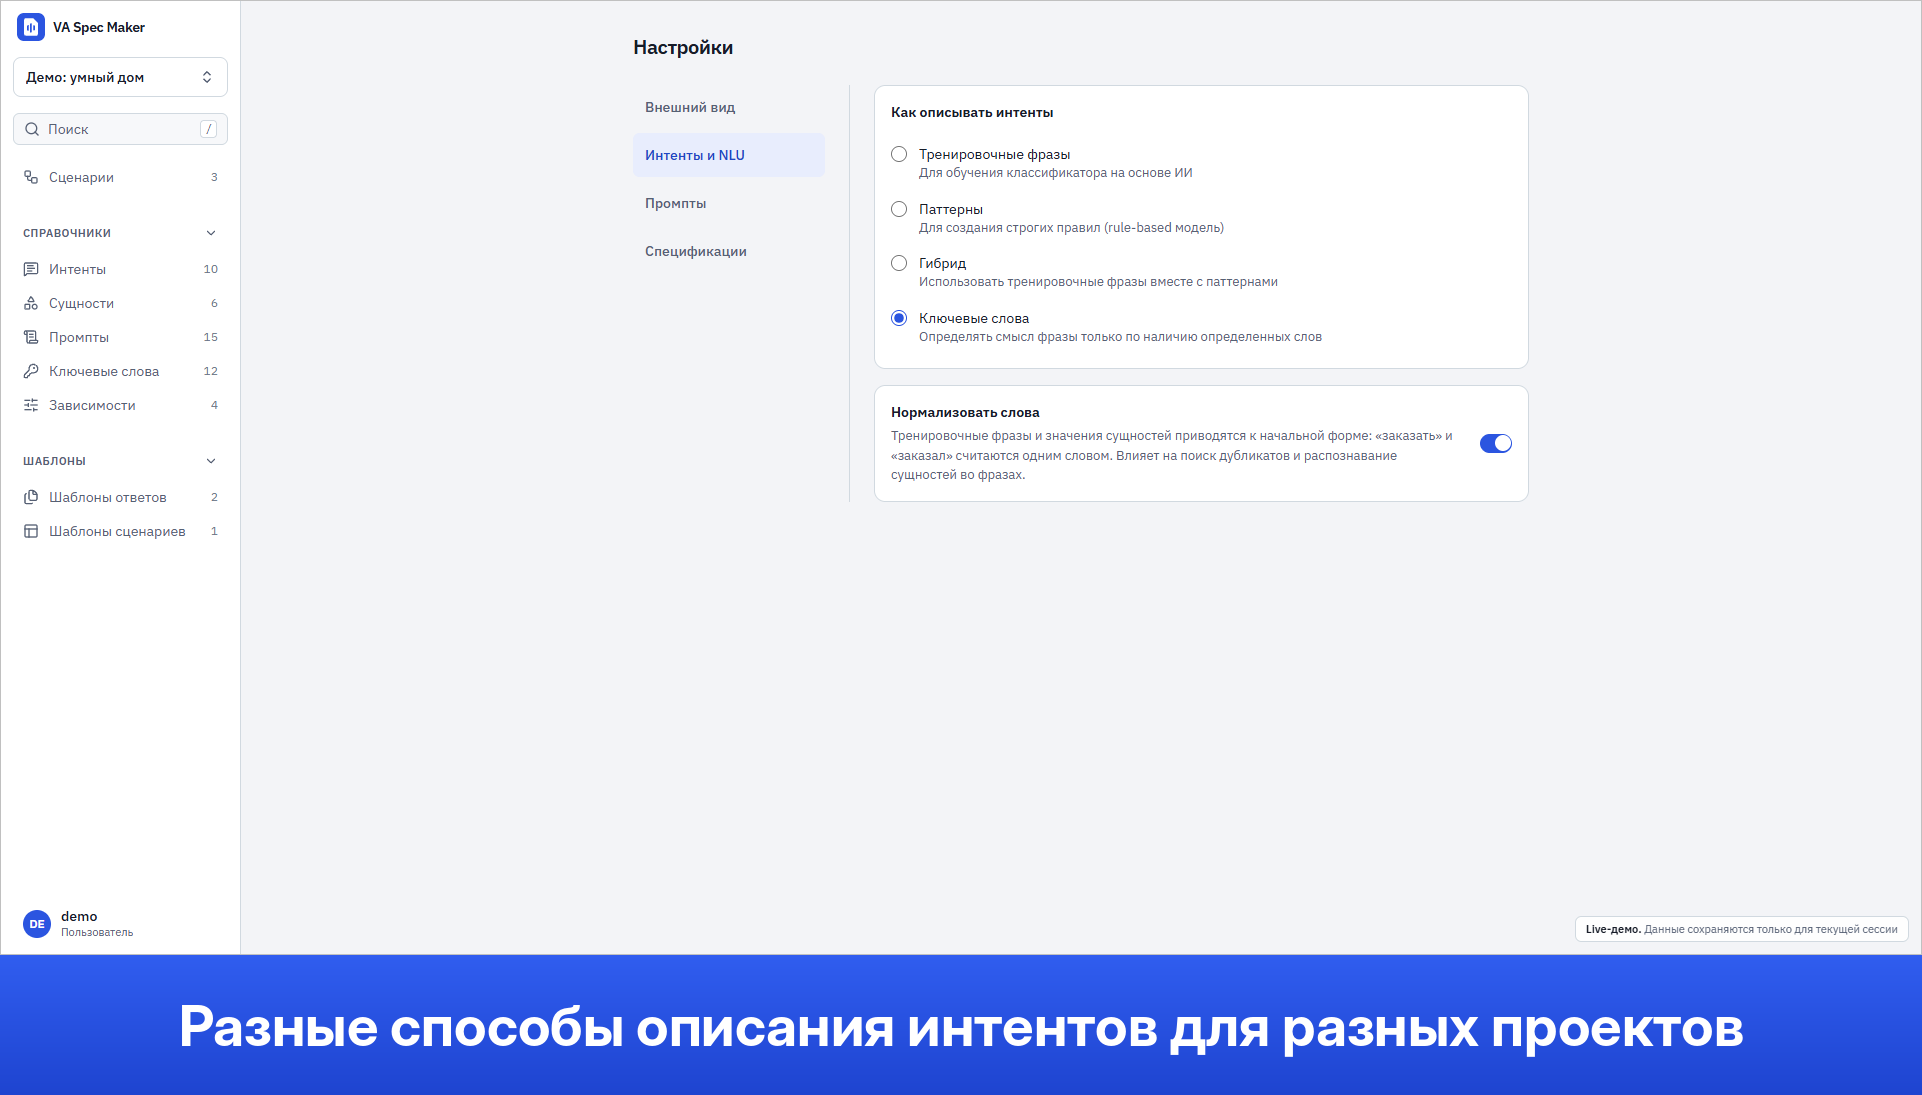 VA Spec Maker
Демо: умный дом
Поиск /
Сценарии 3
СПРАВОЧНИКИ
Интенты 10
Сущности 6
Промпты 15
Ключевые слова 12
Зависимости 4
ШАБЛОНЫ
Шаблоны ответов 2
Шаблоны сценариев 1
DE
demo
Пользователь
Настройки
Внешний вид
Интенты и NLU
Промпты
Спецификации
Как описывать интенты
Тренировочные фразы
Для обучения классификатора на основе ИИ
Паттерны
Для создания строгих правил (rule-based модель)
Гибрид
Использовать тренировочные фразы вместе с паттернами
Ключевые слова
Определять смысл фразы только по наличию определенных слов
Нормализовать слова
Тренировочные фразы и значения сущностей приводятся к начальной форме: «заказать» и
«заказал» считаются одним словом. Влияет на поиск дубликатов и распознавание
сущностей во фразах.
Live-демо. Данные сохраняются только для текущей сессии
Разные способы описания интентов для разных проектов